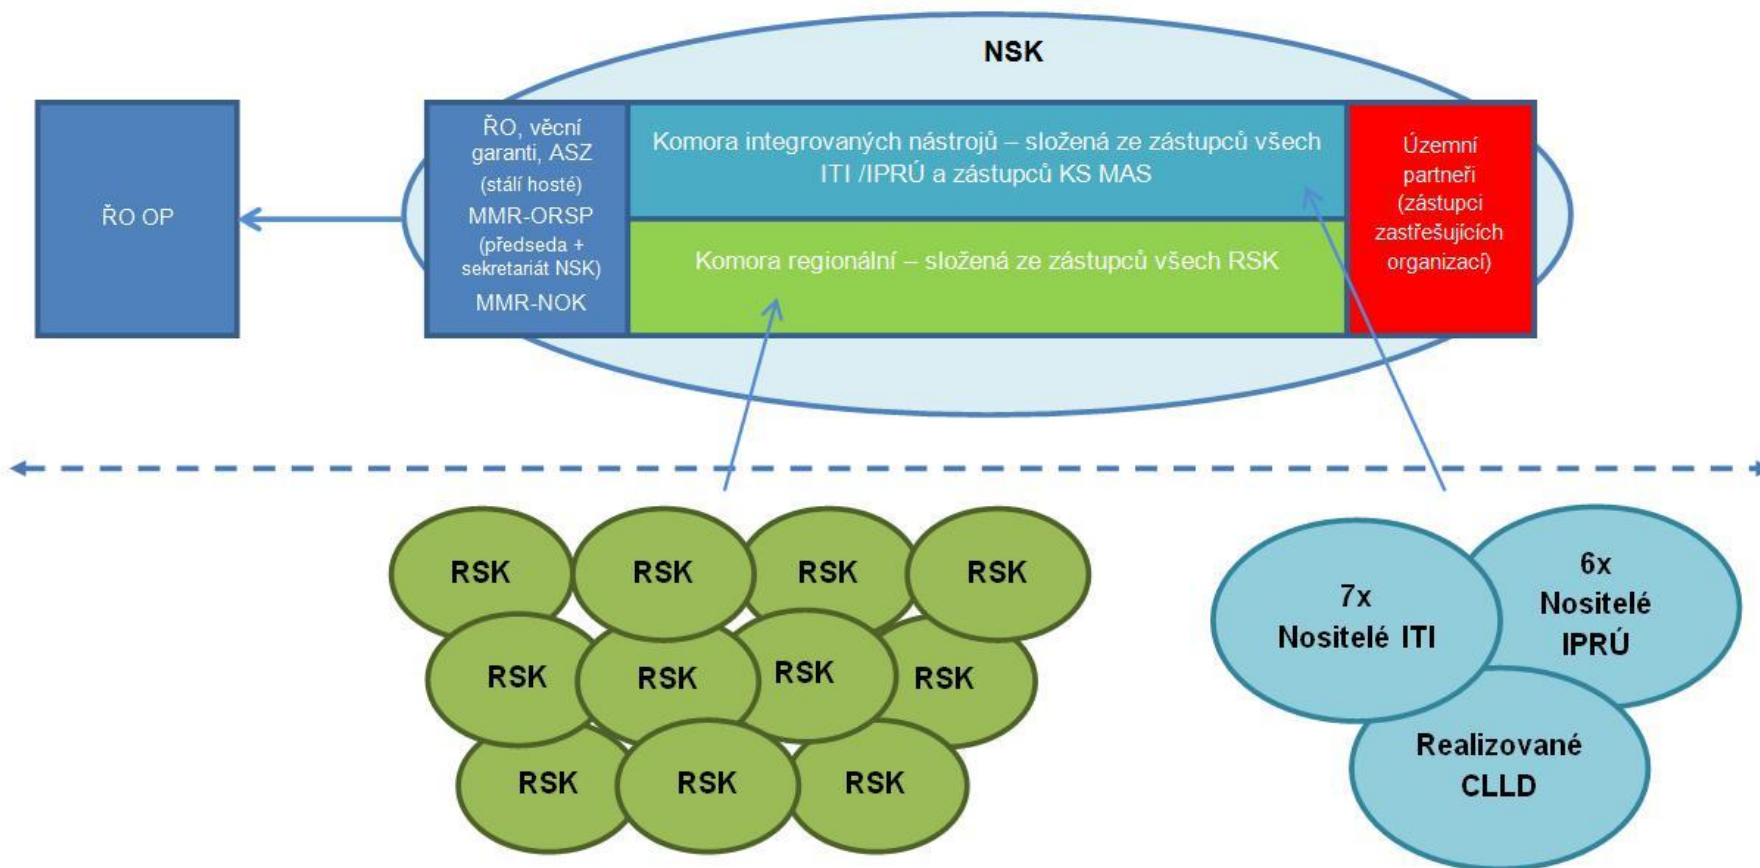 NSK
ŘO OP
ŘO, věcní
garanti, ASZ
(stálí hosté)
MMR-ORSP
(předseda +
sekretariát NSK)
MMR-NOK
Komora integrovaných nástrojů – složená ze zástupců všech
ITI /IPRÚ a zástupců KS MAS
Komora regionální – složená ze zástupců všech RSK
Územní
partneři
(zástupci
zastřešujících
organizací)
RSK
RSK
RSK
RSK
RSK
RSK
RSK
RSK
RSK
RSK
RSK
7x
Nositelé ITI
6x
Nositelé
IPRÚ
Realizované
CLLD